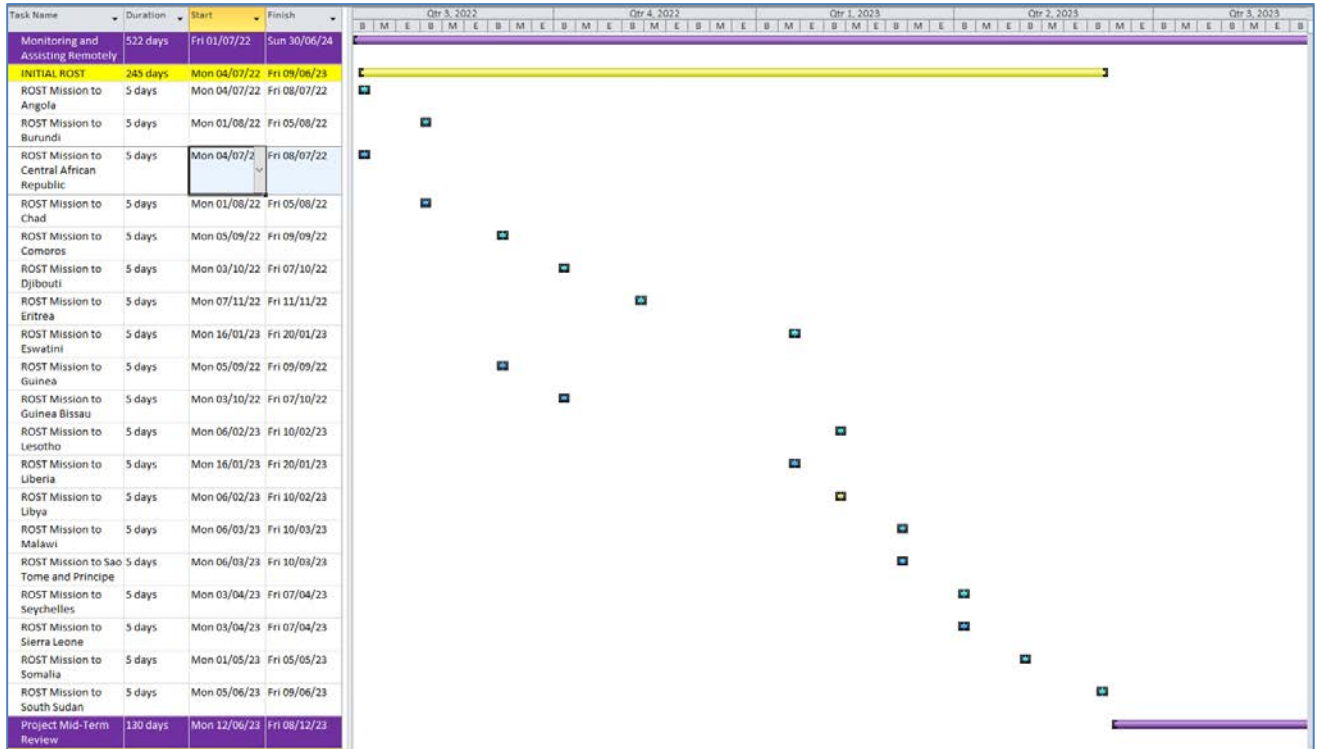 Task Name Duration Start Finish Qtr 3, 2022 Qtr 4, 2022 Qtr 1, 2023 Qtr 2, 2023 Qtr 3, 2023
B M E B M E B M E B M E B M E B M E B M E B M E B M E B M E B M E B M E B M E B M E B M E B
Monitoring and 522 days Fri 01/07/22 Sun 30/06/24
Assisting Remotely
INITIAL ROST 245 days Mon 04/07/22 Fri 09/06/23
ROST Mission to 5 days Mon 04/07/22 Fri 08/07/22
Angola
ROST Mission to 5 days Mon 01/08/22 Fri 05/08/22
Burundi
ROST Mission to 5 days Mon 04/07/2 Fri 08/07/22
Central African
Republic
ROST Mission to 5 days Mon 01/08/22 Fri 05/08/22
Chad
ROST Mission to 5 days Mon 05/09/22 Fri 09/09/22
Comoros
ROST Mission to 5 days Mon 03/10/22 Fri 07/10/22
Djibouti
ROST Mission to 5 days Mon 07/11/22 Fri 11/11/22
Eritrea
ROST Mission to 5 days Mon 16/01/23 Fri 20/01/23
Eswatini
ROST Mission to 5 days Mon 05/09/22 Fri 09/09/22
Guinea
ROST Mission to 5 days Mon 03/10/22 Fri 07/10/22
Guinea Bissau
ROST Mission to 5 days Mon 06/02/23 Fri 10/02/23
Lesotho
ROST Mission to 5 days Mon 16/01/23 Fri 20/01/23
Liberia
ROST Mission to 5 days Mon 06/02/23 Fri 10/02/23
Libya
ROST Mission to 5 days Mon 06/03/23 Fri 10/03/23
Malawi
ROST Mission to Sao 5 days Mon 06/03/23 Fri 10/03/23
Tome and Principe
ROST Mission to 5 days Mon 03/04/23 Fri 07/04/23
Seychelles
ROST Mission to 5 days Mon 03/04/23 Fri 07/04/23
Sierra Leone
ROST Mission to 5 days Mon 01/05/23 Fri 05/05/23
Somalia
ROST Mission to 5 days Mon 05/06/23 Fri 09/06/23
South Sudan
Project Mid-Term 130 days Mon 12/06/23 Fri 08/12/23
Review